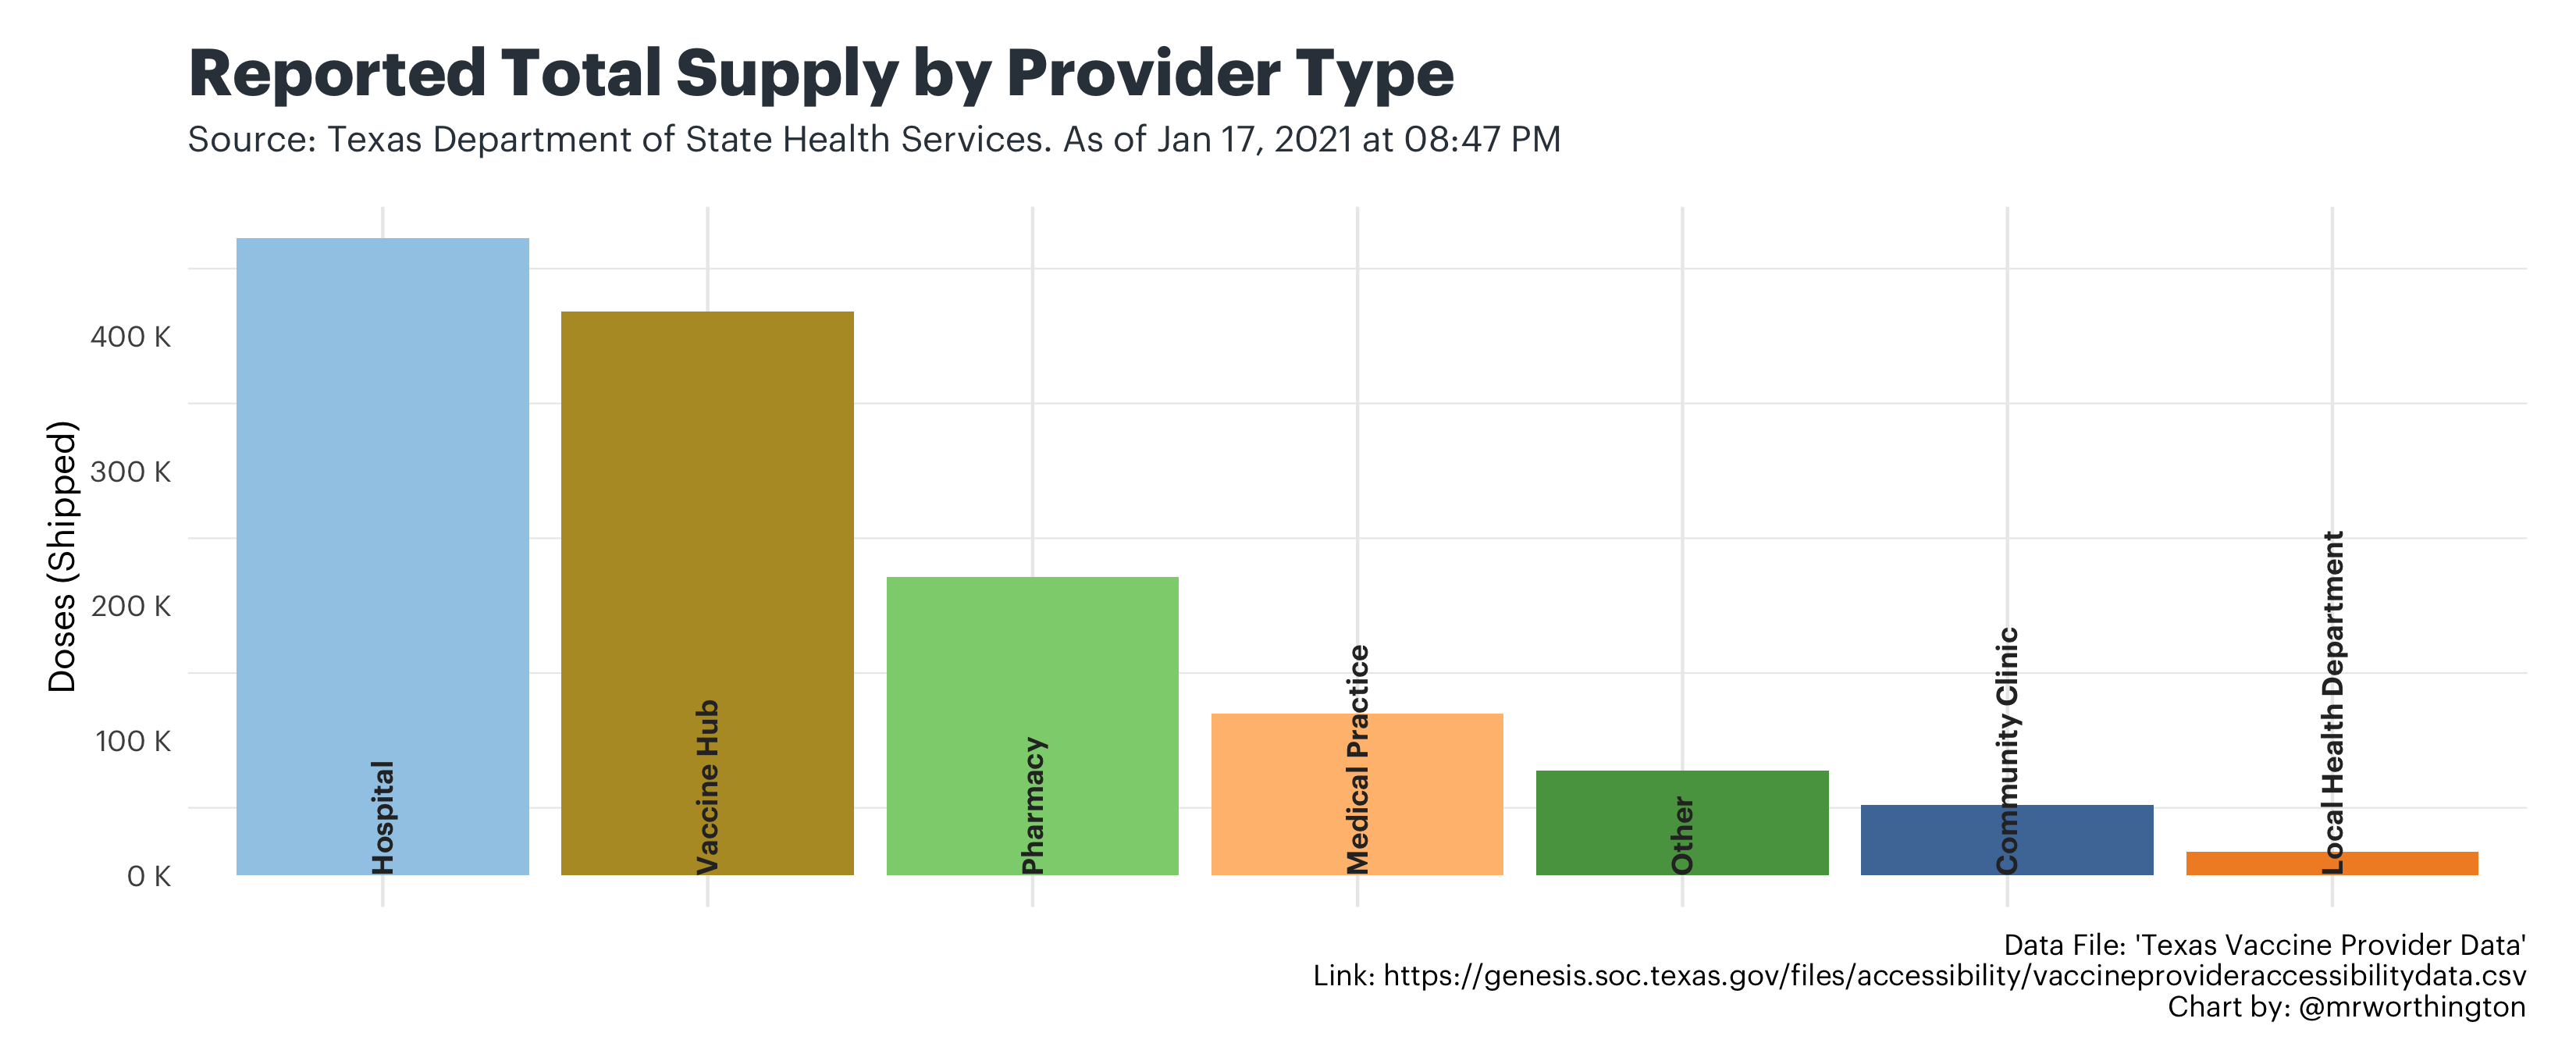 Reported Total Supply by Provider Type
Source: Texas Department of State Health Services. As of Jan 17, 2021 at 08:47 PM
Doses (Shipped)
400 K
300 K
200 K
100 K
0 K
Hospital
Vaccine Hub
Pharmacy
Medical Practice
Other
Community Clinic
Local Health Department
Data File: 'Texas Vaccine Provider Data'
Link: https://genesis.soc.texas.gov/files/accessibility/vaccineprovideraccessibilitydata.csv
Chart by: @mrworthington